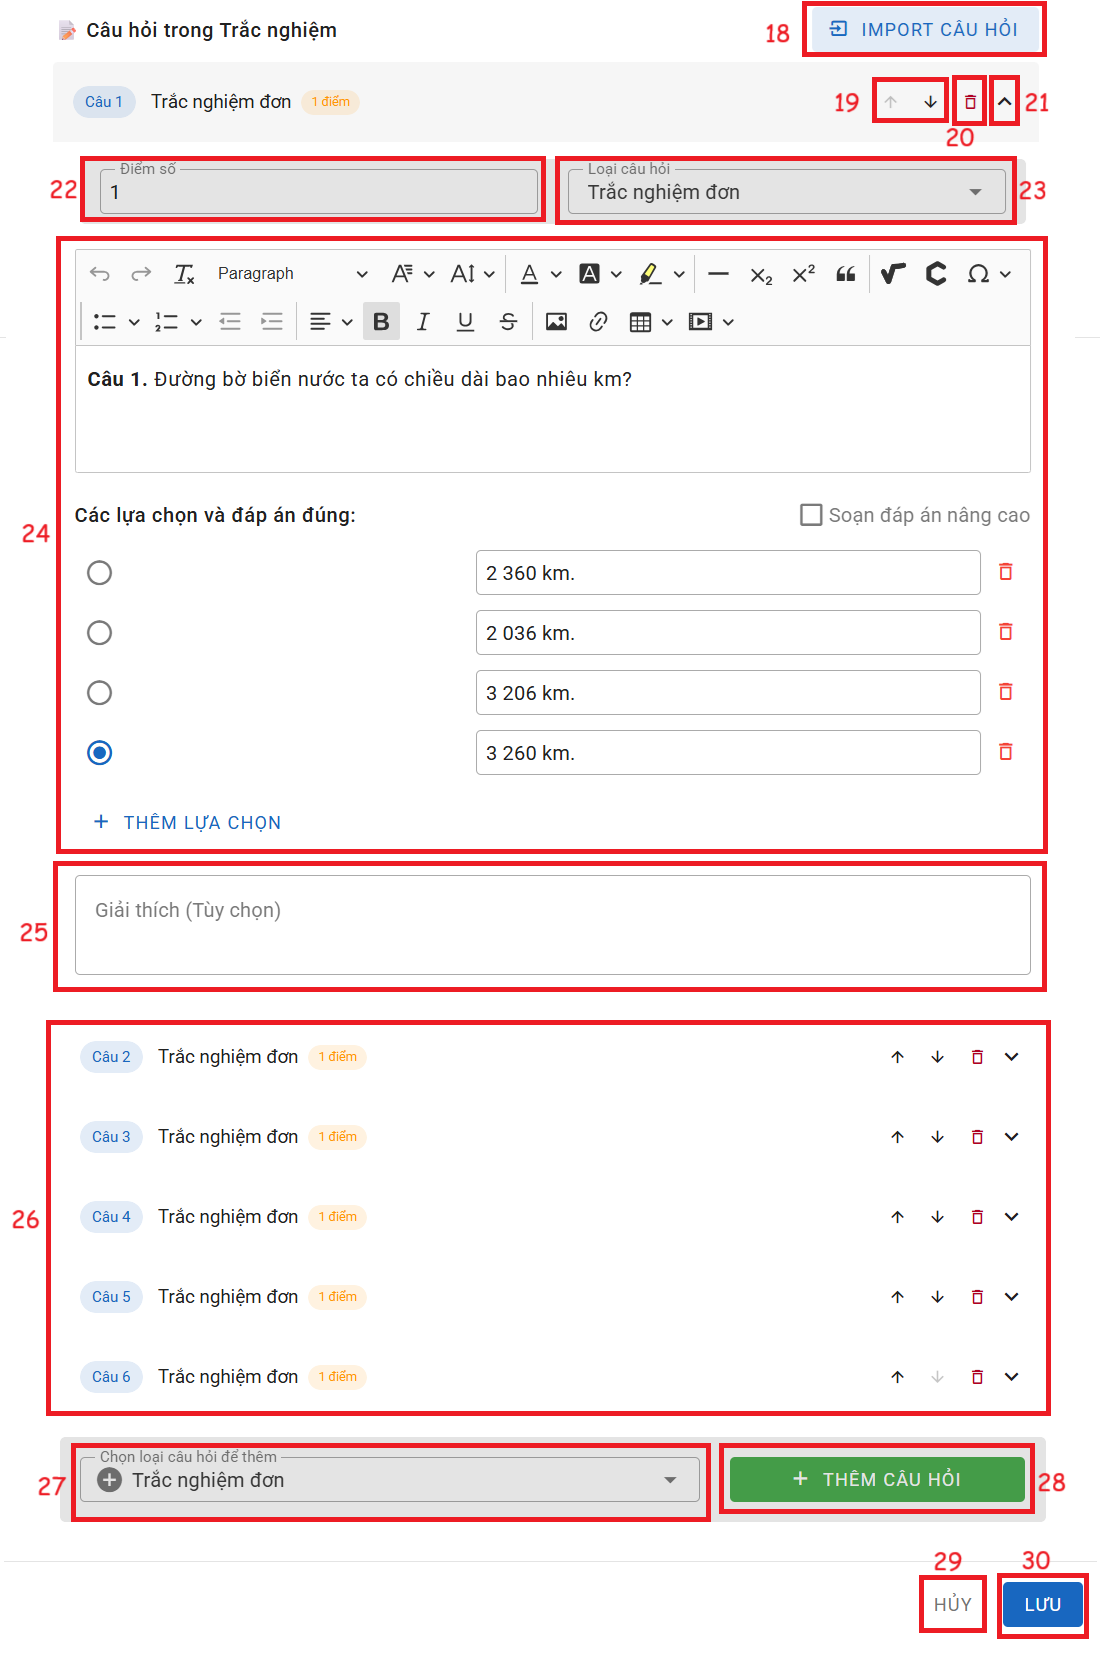 Câu hỏi trong Trắc nghiệm
18
IMPORT CÂU HỎI
Câu 1 Trắc nghiệm đơn 1 điểm
19
20
21
22
Điểm số
1
Loại câu hỏi
Trắc nghiệm đơn
23
Paragraph
Câu 1. Đường bờ biển nước ta có chiều dài bao nhiêu km?
24
Các lựa chọn và đáp án đúng:
Soạn đáp án nâng cao
2 360 km.
2 036 km.
3 206 km.
3 260 km.
+ THÊM LỰA CHỌN
25
Giải thích (Tùy chọn)
Câu 2 Trắc nghiệm đơn 1 điểm
Câu 3 Trắc nghiệm đơn 1 điểm
26
Câu 4 Trắc nghiệm đơn 1 điểm
Câu 5 Trắc nghiệm đơn 1 điểm
Câu 6 Trắc nghiệm đơn 1 điểm
27
Chọn loại câu hỏi để thêm
Trắc nghiệm đơn
+ THÊM CÂU HỎI
28
29
30
HỦY
LƯU